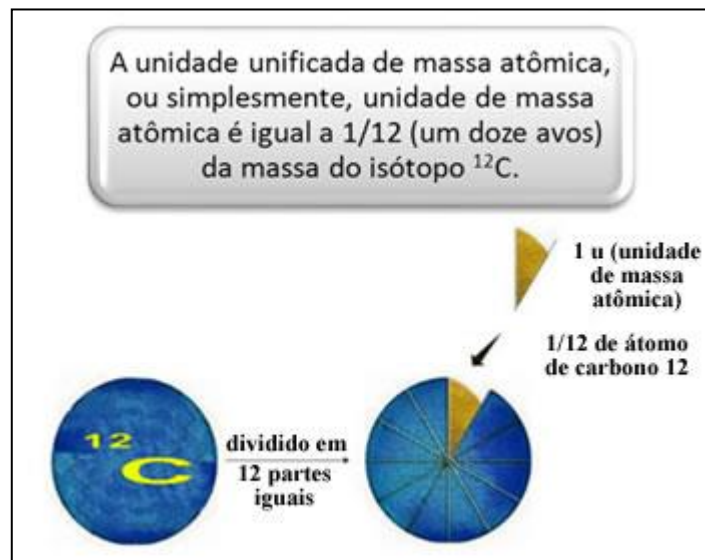 A unidade unificada de massa atômica,
ou simplesmente, unidade de massa
atômica é igual a 1/12 (um doze avos)
da massa do isótopo ¹²C.
1 u (unidade
de massa
atômica)
1/12 de átomo
de carbono 12
12
C
dividido em
12 partes
iguais